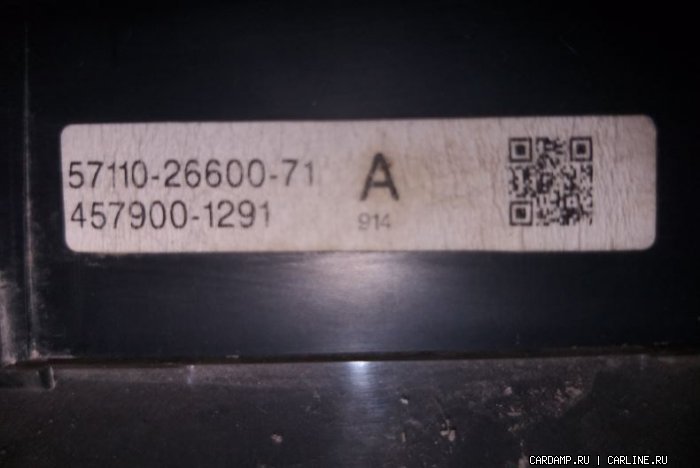 57110-26600-71 A
457900-1291 914
CARDAMP.RU | CARLINE.RU